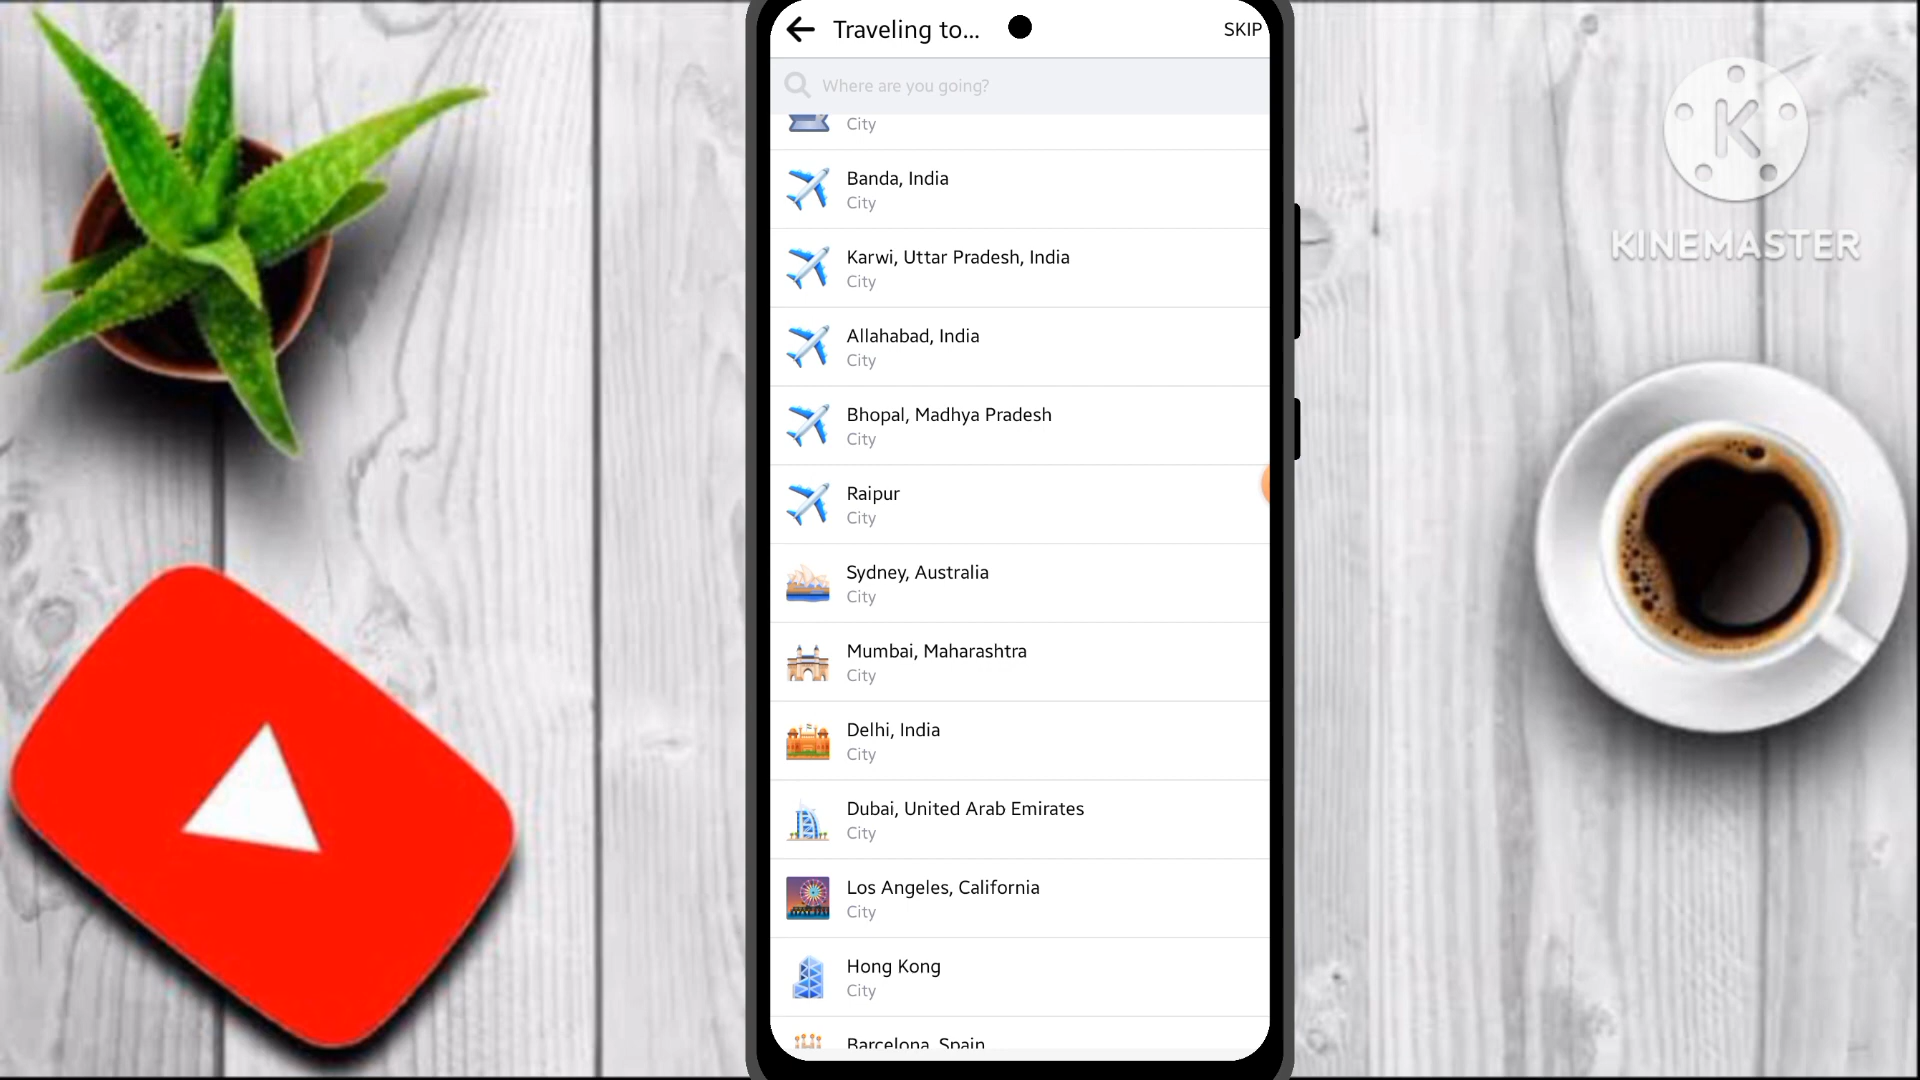 Traveling to...
SKIP
Where are you going?
City
Banda, India
City
Karwi, Uttar Pradesh, India
City
Allahabad, India
City
Bhopal, Madhya Pradesh
City
Raipur
City
Sydney, Australia
City
Mumbai, Maharashtra
City
Delhi, India
City
Dubai, United Arab Emirates
City
Los Angeles, California
City
Hong Kong
City
Barcelona, Spain
K
KINEMASTER